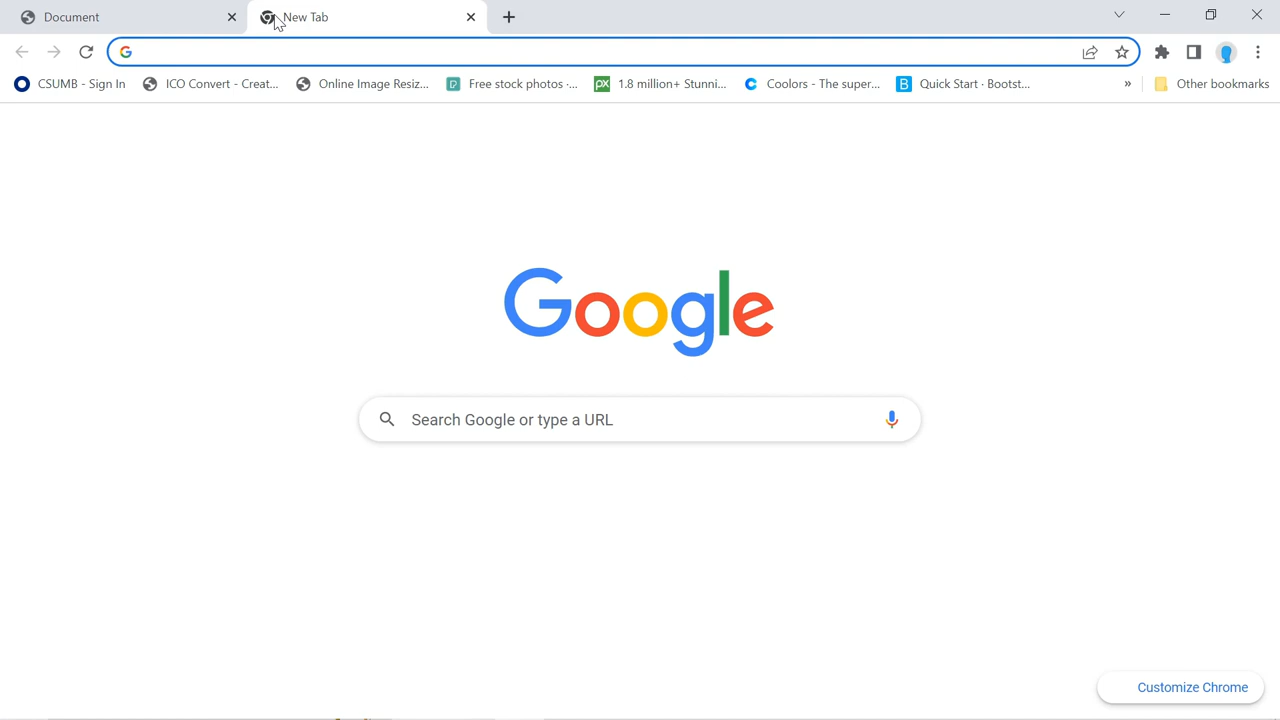 Document
New Tab
CSUMB - Sign In
ICO Convert - Creat...
Online Image Resiz...
Free stock photos ·...
1.8 million+ Stunni...
Coolors - The super...
Quick Start · Bootst...
»
Other bookmarks
Google
Search Google or type a URL
Customize Chrome